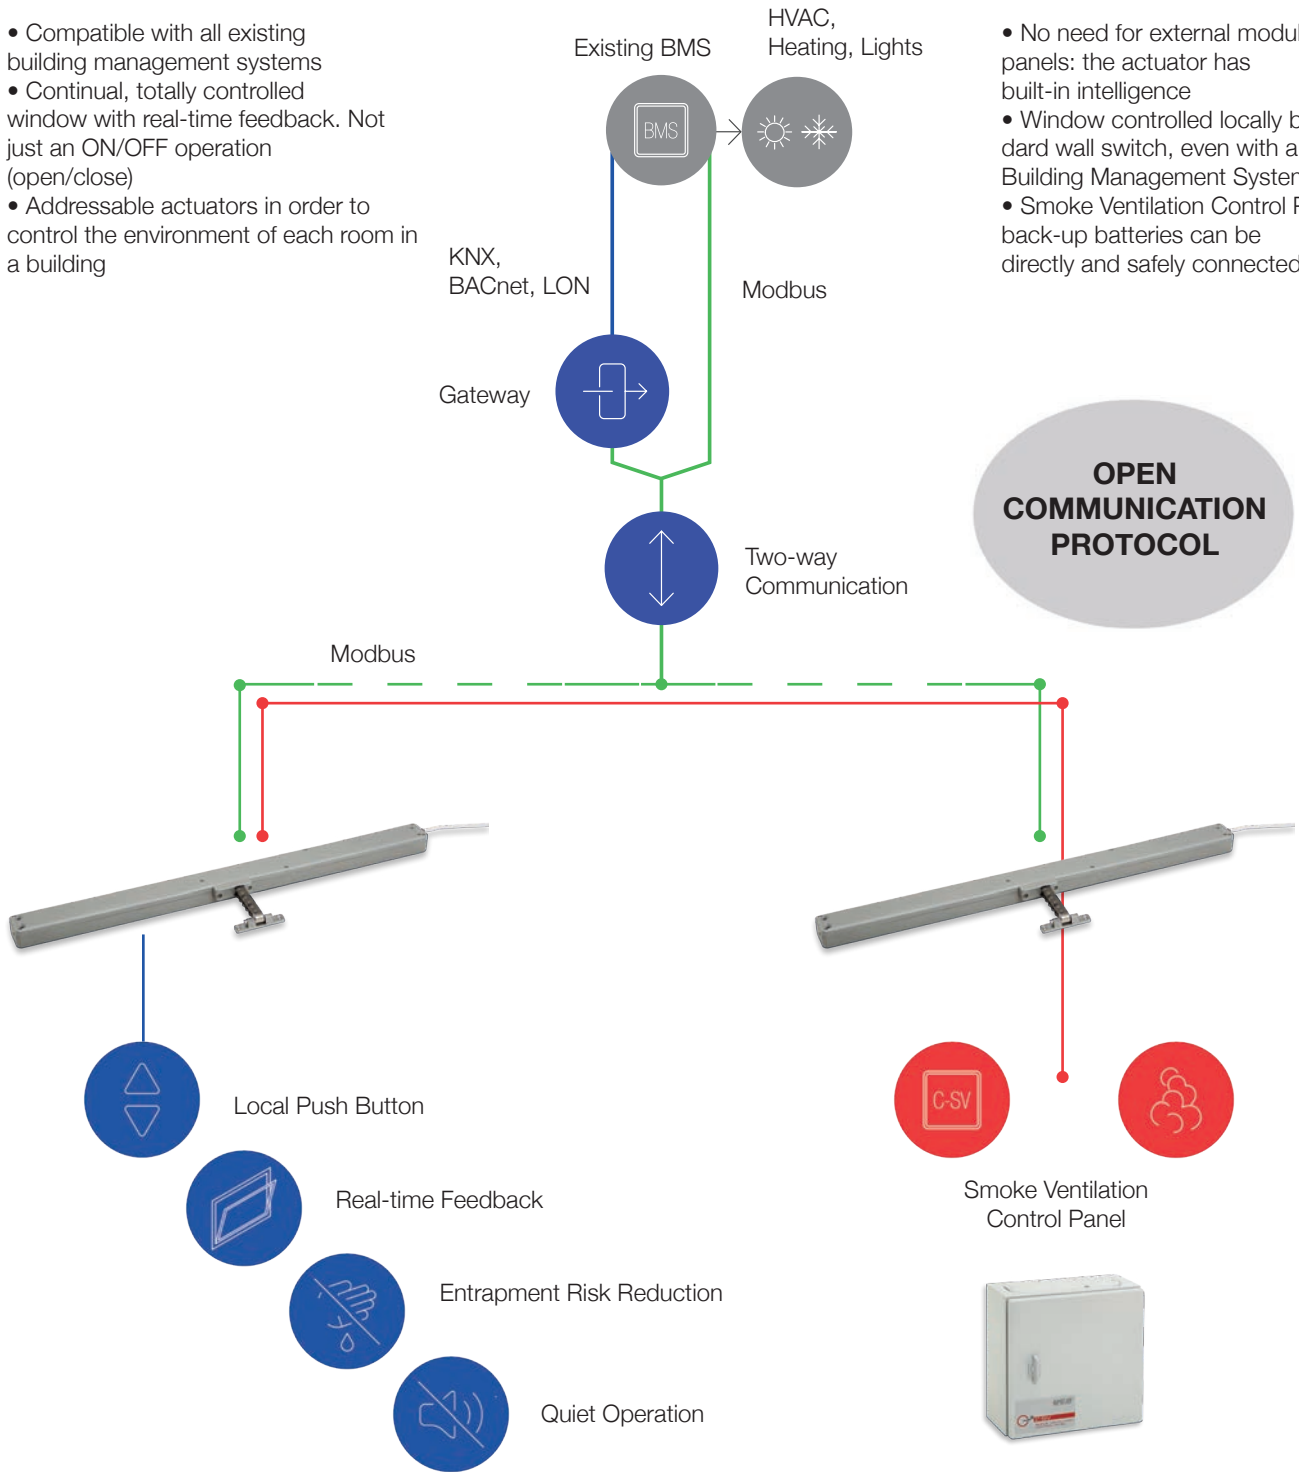 • Compatible with all existing
building management systems
• Continual, totally controlled
window with real-time feedback. Not
just an ON/OFF operation
(open/close)
• Addressable actuators in order to
control the environment of each room in
a building
Existing BMS
HVAC,
Heating, Lights
BMS
• No need for external modul
panels: the actuator has
built-in intelligence
• Window controlled locally b
dard wall switch, even with a
Building Management System
• Smoke Ventilation Control P
back-up batteries can be
directly and safely connected
KNX,
BACnet, LON
Modbus
Gateway
OPEN
COMMUNICATION
PROTOCOL
Two-way
Communication
Modbus
Local Push Button
Real-time Feedback
Entrapment Risk Reduction
Quiet Operation
C-SV
Smoke Ventilation
Control Panel